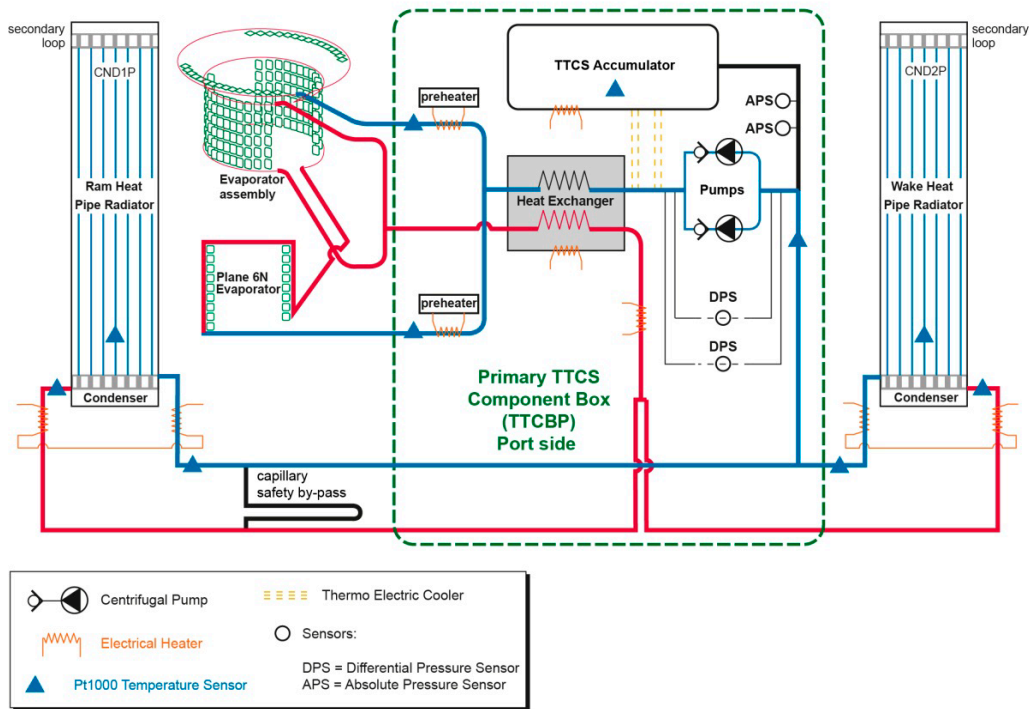 secondary
loop
CND1P
Ram Heat
Pipe Radiator
Condenser
Evaporator
assembly
Plane 6N
Evaporator
preheater
preheater
TTCS Accumulator
Heat Exchanger
APS
APS
Pumps
DPS
DPS
Primary TTCS
Component Box
(TTCBP)
Port side
secondary
loop
CND2P
Wake Heat
Pipe Radiator
Condenser
capillary
safety by-pass
Centrifugal Pump
Electrical Heater
Pt1000 Temperature Sensor
Thermo Electric Cooler
Sensors:
DPS = Differential Pressure Sensor
APS = Absolute Pressure Sensor